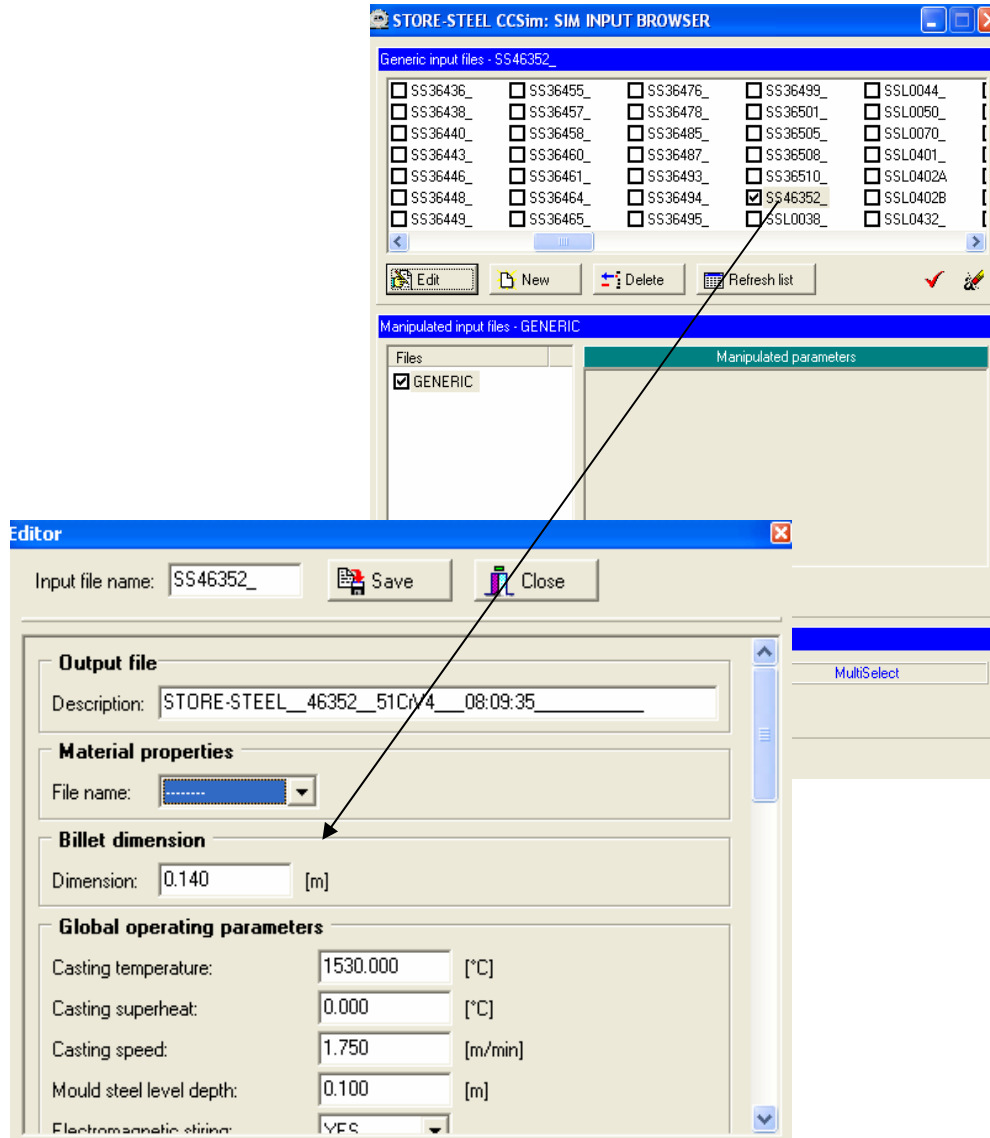 STORE-STEEL CCSim: SIM INPUT BROWSER
Generic input files - SS46352_
SS36436_ SS36455_ SS36476_ SS36499_ SSL0044_
SS36438_ SS36457_ SS36478_ SS36501_ SSL0050_
SS36440_ SS36458_ SS36485_ SS36505_ SSL0070_
SS36443_ SS36460_ SS36487_ SS36508_ SSL0401_
SS36446_ SS36461_ SS36493_ SS36510_ SSL0402A
SS36448_ SS36464_ SS36494_ SS46352_ SSL0402B
SS36449_ SS36465_ SS36495_ SSL0038_ SSL0432_
Edit New Delete Refresh list
Manipulated input files - GENERIC
Files Manipulated parameters
GENERIC
Editor
Input file name: SS46352_ Save Close
Output file
Description: STORE-STEEL__46352__51CrV4___08:09:35__________
MultiSelect
Material properties
File name: --------
Billet dimension
Dimension: 0.140 [m]
Global operating parameters
Casting temperature: 1530.000 [°C]
Casting superheat: 0.000 [°C]
Casting speed: 1.750 [m/min]
Mould steel level depth: 0.100 [m]
Electromagnetic stiring: YES